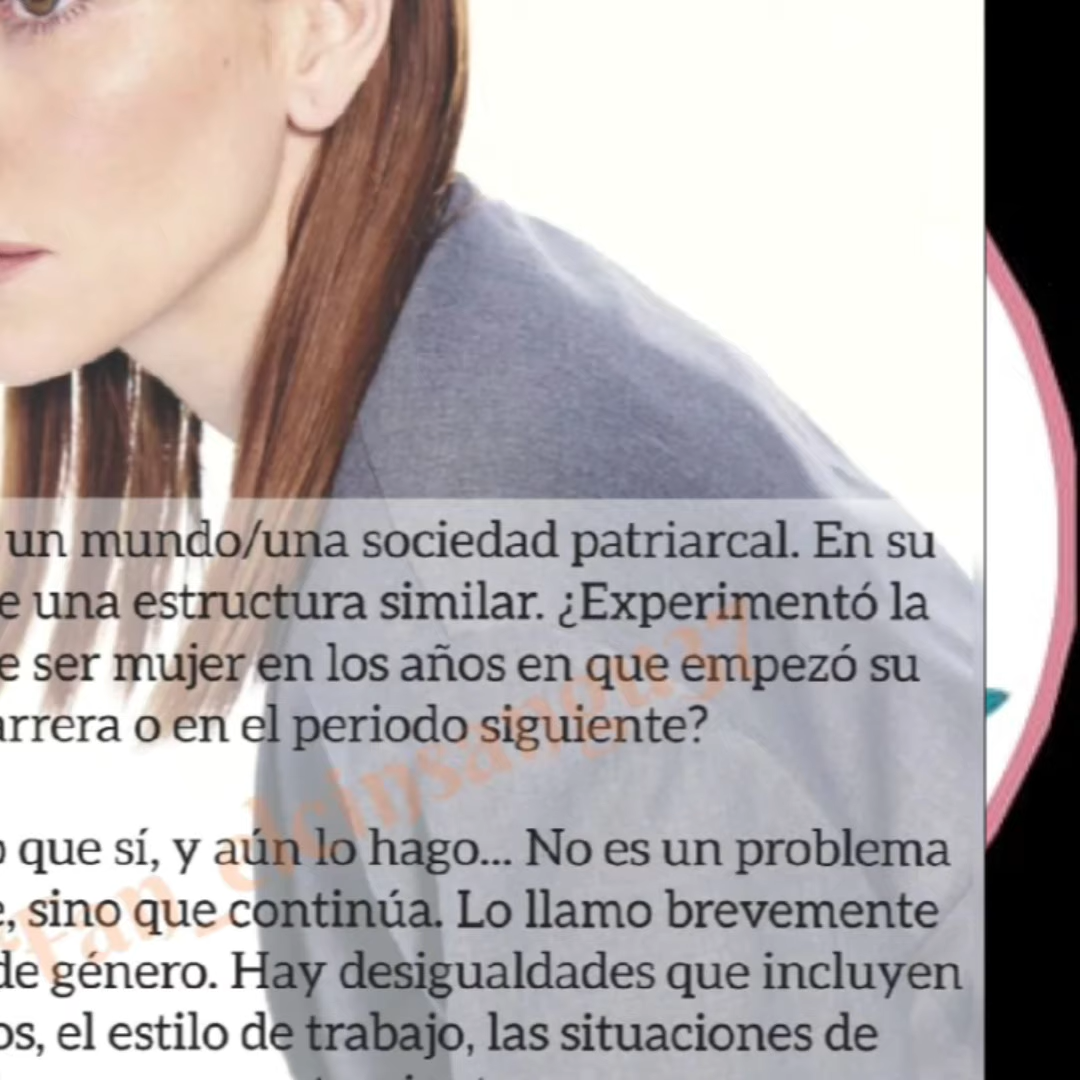 un mundo/una sociedad patriarcal. En su
e una estructura similar. ¿Experimentó la
e ser mujer en los años en que empezó su
arrera o en el periodo siguiente?
o que sí, y aún lo hago... No es un problema
e, sino que continúa. Lo llamo brevemente
de género. Hay desigualdades que incluyen
os, el estilo de trabajo, las situaciones de
Fan_elcinsangu37